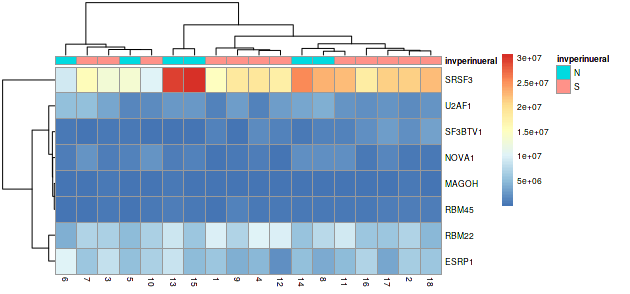 invperinueral
SRSF3
U2AF1
SF3BTV1
NOVA1
MAGOH
RBM45
RBM22
ESRP1
6 7 3 5 10 13 15 1 9 4 12 14 8 11 16 17 2 18
3e+07
2.5e+07
2e+07
1.5e+07
1e+07
5e+06
invperinueral
N
S